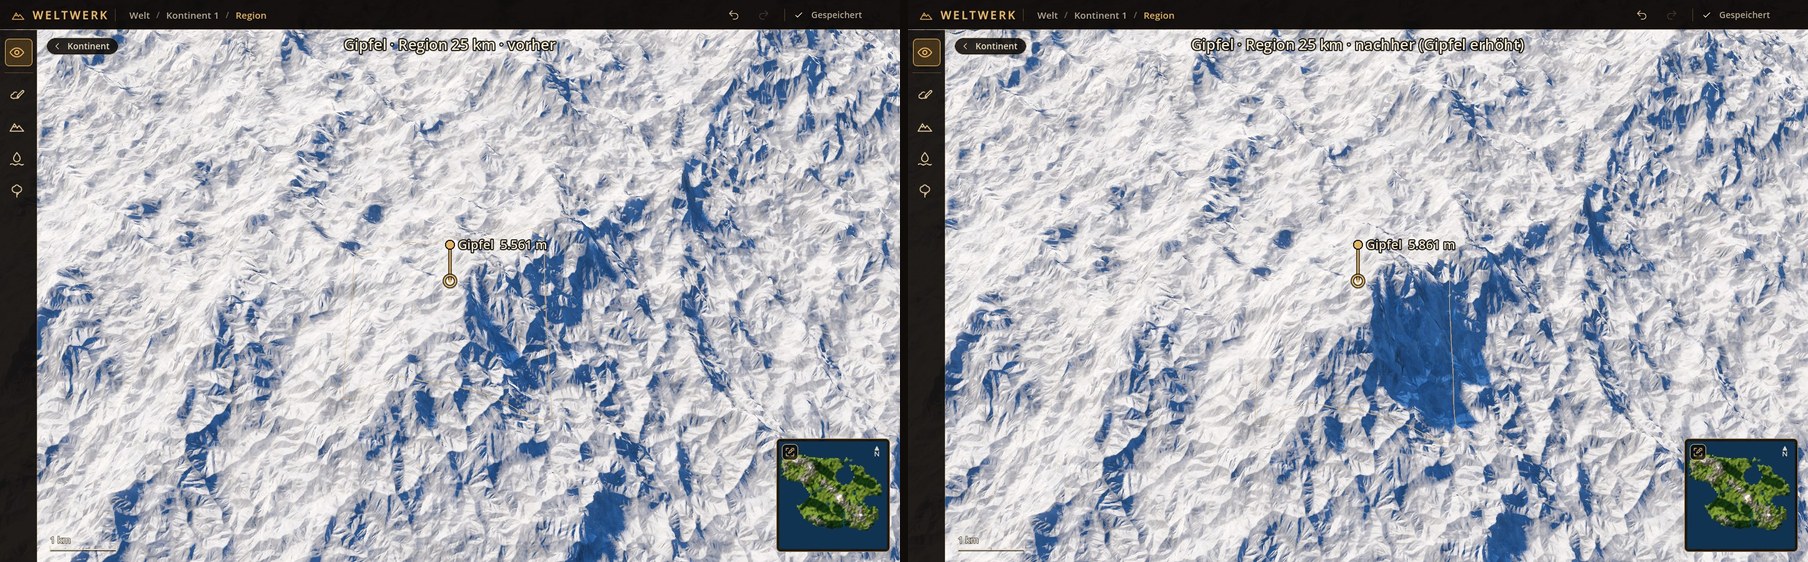 WELTWERK Welt / Kontinent 1 / Region Gespeichert
Kontinent
Gipfel · Region 25 km · vorher
Gipfel 5.561 m
N
1 km
WELTWERK Welt / Kontinent 1 / Region Gespeichert
Kontinent
Gipfel · Region 25 km · nachher (Gipfel erhöht)
Gipfel 5.861 m
N
1 km